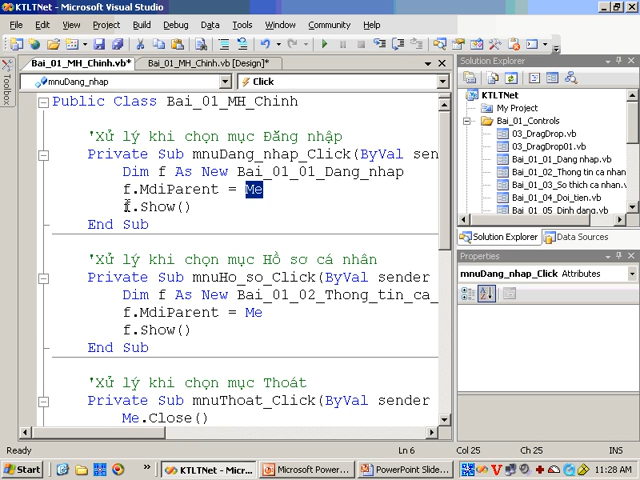 KTLTNet - Microsoft Visual Studio
File Edit View Project Build Debug Data Tools Window Community Help
Bai_01_MH_Chinh.vb* Bai_01_MH_Chinh.vb [Design]*
mnuDang_nhap Click
Public Class Bai_01_MH_Chinh
'Xử lý khi chọn mục Đăng nhập
Private Sub mnuDang_nhap_Click(ByVal sen
Dim f As New Bai_01_01_Dang_nhap
f.MdiParent = Me
f.Show()
End Sub
'Xử lý khi chọn mục Hồ sơ cá nhân
Private Sub mnuHo_so_Click(ByVal sender
Dim f As New Bai_01_02_Thong_tin_ca_
f.MdiParent = Me
f.Show()
End Sub
'Xử lý khi chọn mục Thoát
Private Sub mnuThoat_Click(ByVal sender
Me.Close()
Toolbox
Solution Explorer
KTLTNet
My Project
Bai_01_Controls
03_DragDrop.vb
03_DragDrop01.vb
Bai_01_01_Dang nhap.vb
Bai_01_02_Thong tin ca nhan
Bai_01_03_So thich ca nhan.
Bai_01_04_Doi_tien.vb
Bai_01_05_Dinh dang.vb
Solution Explorer Data Sources
Properties
mnuDang_nhap_Click Attributes
Ready Ln 6 Col 25 Ch 25 INS
Start » KTLTNet - Microsof... Microsoft Power... PowerPoint Slide... 11:28 AM